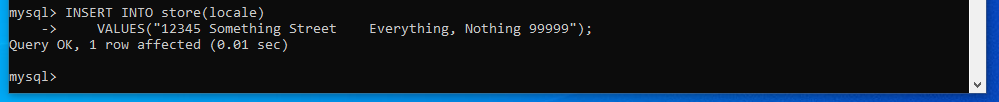 mysql> INSERT INTO store(locale)
    ->     VALUES("12345 Something Street    Everything, Nothing 99999");
Query OK, 1 row affected (0.01 sec)
mysql>